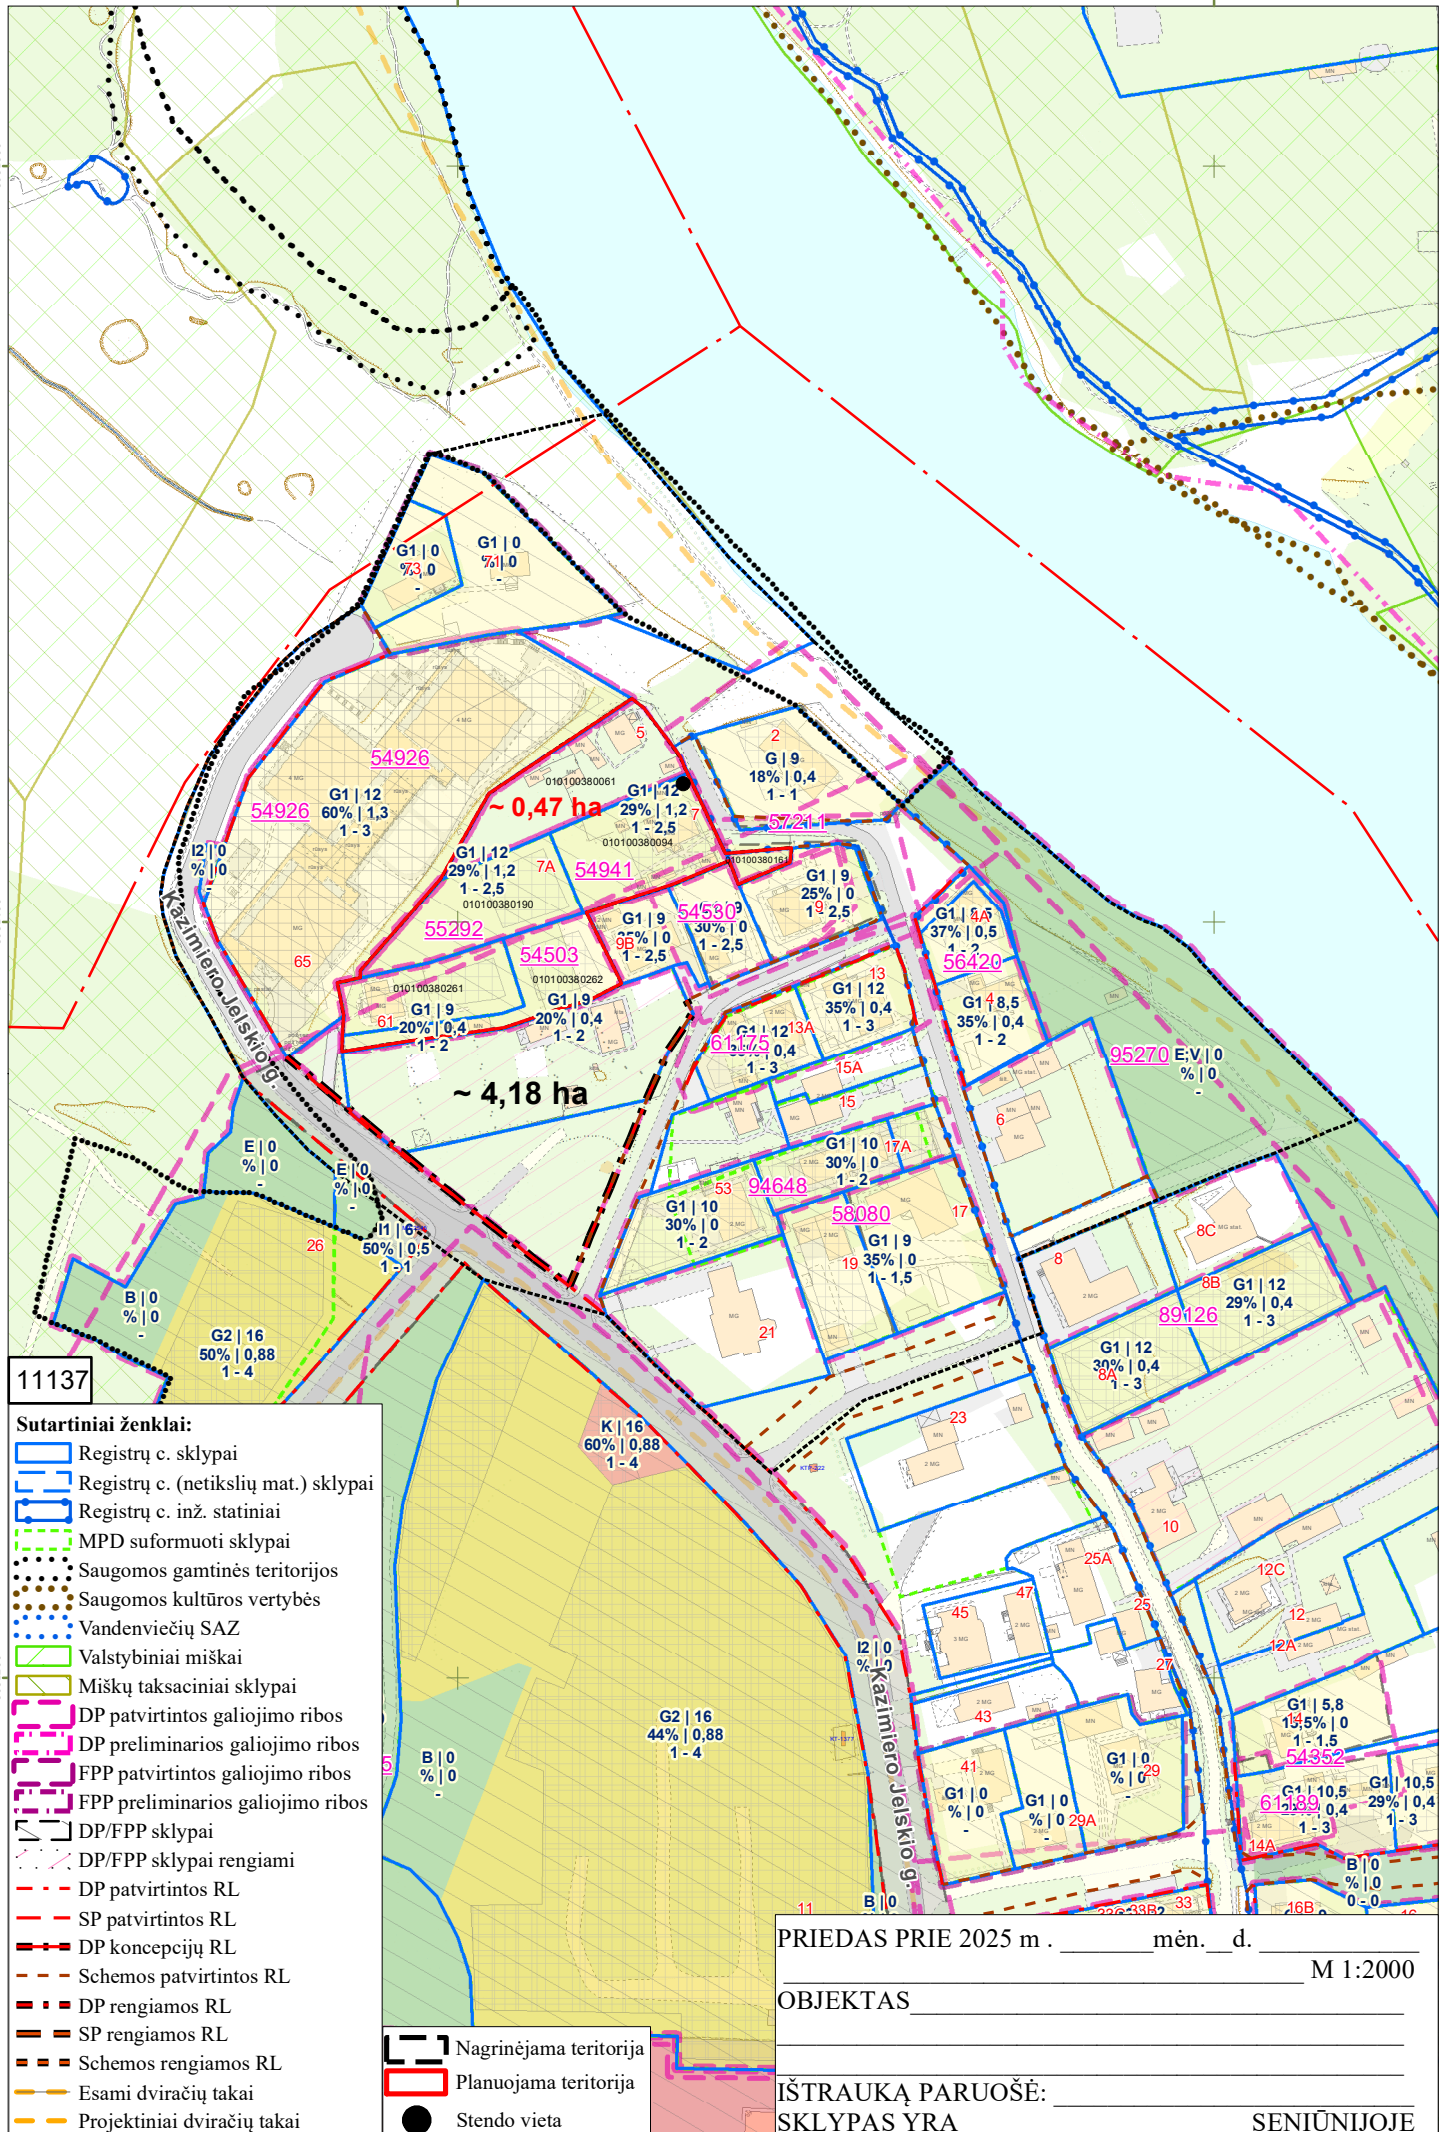 G1 | 0
% | 0
-
73
G1 | 0
% | 0
-
71
54926
54926
G1 | 12
60% | 1,3
1 - 3
I2 | 0
% | 0
-
Kazimiero Jelskio g.
65
5
010100380061
~ 0,47 ha
G1 | 12
29% | 1,2
1 - 2,5
7
010100380094
G | 9
18% | 0,4
1 - 1
2
57211
010100380161
G1 | 12
29% | 1,2
1 - 2,5
7A
54941
010100380190
55292
54503
010100380262
010100380261
G1 | 9
20% | 0,4
1 - 2
61
G1 | 9
20% | 0,4
1 - 2
G1 | 9
1 - 2,5
9B
54530
30% | 0
1 - 2,5
G1 | 9
25% | 0
1 - 2,5
9
4A
37% | 0,5
1 - 2
56420
G1 | 8,5
35% | 0,4
1 - 2
4
13
G1 | 12
35% | 0,4
1 - 3
G1 | 12
1 - 3
13A
61175
15A
15
~ 4,18 ha
95270
E;V | 0
% | 0
-
6
G1 | 10
30% | 0
1 - 2
17A
94648
53
G1 | 10
30% | 0
1 - 2
58080
17
G1 | 9
35% | 0
1 - 1,5
19
21
E | 0
% | 0
-
E | 0
% | 0
-
I1 | 6
50% | 0,5
1 - 1
26
B | 0
% | 0
-
G2 | 16
50% | 0,88
1 - 4
8C
8
8B
G1 | 12
29% | 0,4
1 - 3
89126
G1 | 12
30% | 0,4
1 - 3
8A
K | 16
60% | 0,88
1 - 4
23
10
25A
12C
12
12A
45
47
25
27
I2 | 0
Kazimiero Jelskio g.
43
G2 | 16
44% | 0,88
1 - 4
B | 0
% | 0
-
41
G1 | 0
% | 0
-
G1 | 0
% | 0
-
29A
G1 | 0
% | 0
-
29
G1 | 5,8
1 - 1,5
14
54352
G1 | 10,5
1 - 3
61189
G1 | 10,5
29% | 0,4
1 - 3
14A
B | 0
% | 0
0 - 0
B | 0
11
33B
33
16B
11137
Sutartiniai ženklai:
Registrų c. sklypai
Registrų c. (netikslių mat.) sklypai
Registrų c. inž. statiniai
MPD suformuoti sklypai
Saugomos gamtinės teritorijos
Saugomos kultūros vertybės
Vandenviečių SAZ
Valstybiniai miškai
Miškų taksaciniai sklypai
DP patvirtintos galiojimo ribos
DP preliminarios galiojimo ribos
FPP patvirtintos galiojimo ribos
FPP preliminarios galiojimo ribos
DP/FPP sklypai
DP/FPP sklypai rengiami
DP patvirtintos RL
SP patvirtintos RL
DP koncepcijų RL
Schemos patvirtintos RL
DP rengiamos RL
SP rengiamos RL
Schemos rengiamos RL
Esami dviračių takai
Projektiniai dviračių takai
Nagrinėjama teritorija
Planuojama teritorija
Stendo vieta
PRIEDAS PRIE 2025 m . _______mėn.__d. ____________
M 1:2000
OBJEKTAS
IŠTRAUKĄ PARUOŠĖ:
SKLYPAS YRA SENIŪNIJOJE